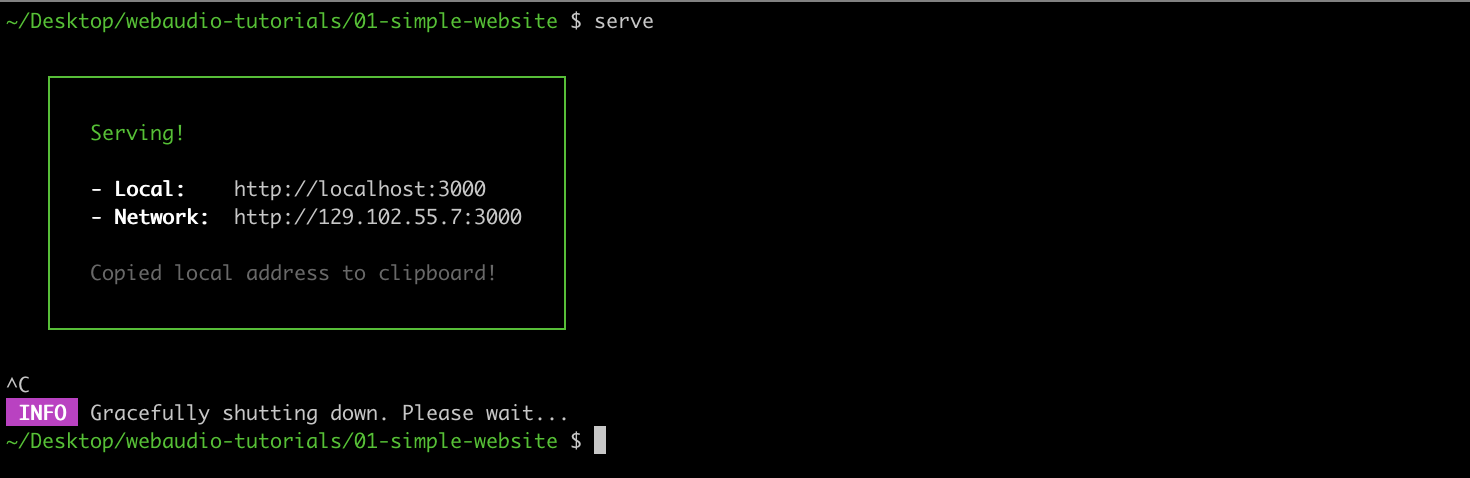 ~/Desktop/webaudio-tutorials/01-simple-website $ serve
Serving!
- Local:    http://localhost:3000
- Network:  http://129.102.55.7:3000
Copied local address to clipboard!
^C
INFO  Gracefully shutting down. Please wait...
~/Desktop/webaudio-tutorials/01-simple-website $